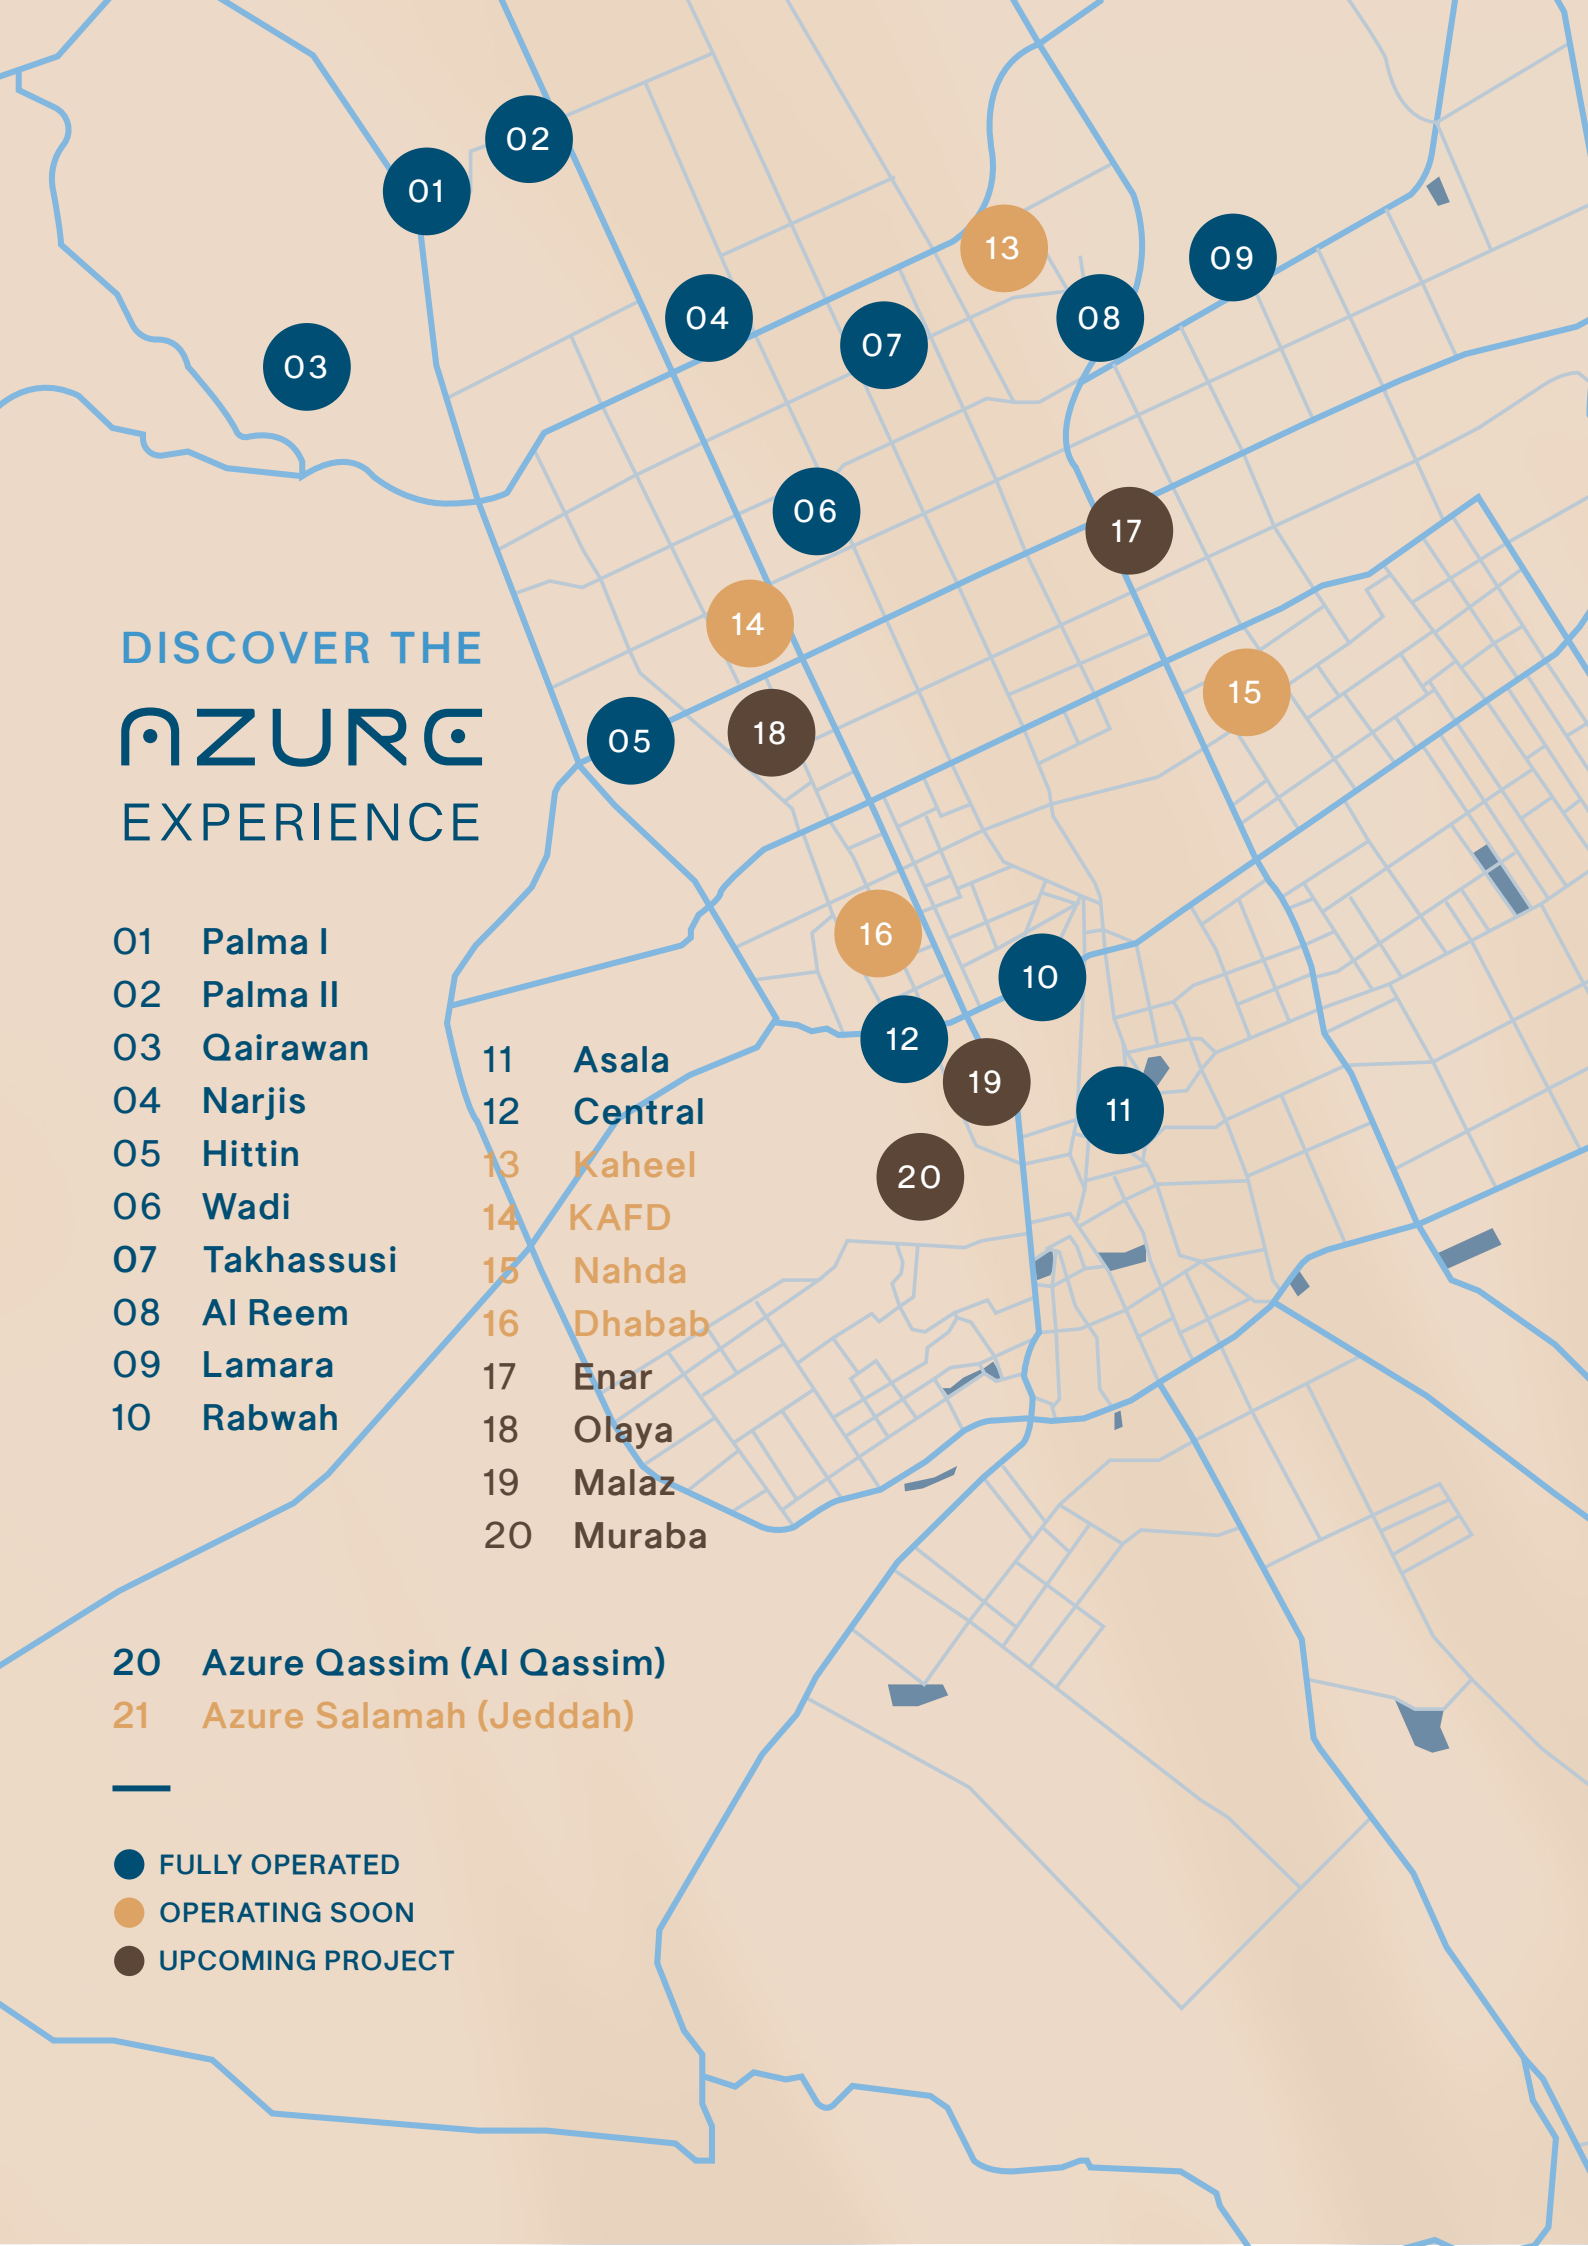 02
01
13
09
04
08
07
03
06
17
14
15
05
18
16
10
12
19
11
20
DISCOVER THE
AZURE
EXPERIENCE
01 Palma I
02 Palma II
03 Qairawan
04 Narjis
05 Hittin
06 Wadi
07 Takhassusi
08 Al Reem
09 Lamara
10 Rabwah
11 Asala
12 Central
13 Kaheel
14 KAFD
15 Nahda
16 Dhabab
17 Enar
18 Olaya
19 Malaz
20 Muraba
20 Azure Qassim (Al Qassim)
21 Azure Salamah (Jeddah)
FULLY OPERATED
OPERATING SOON
UPCOMING PROJECT